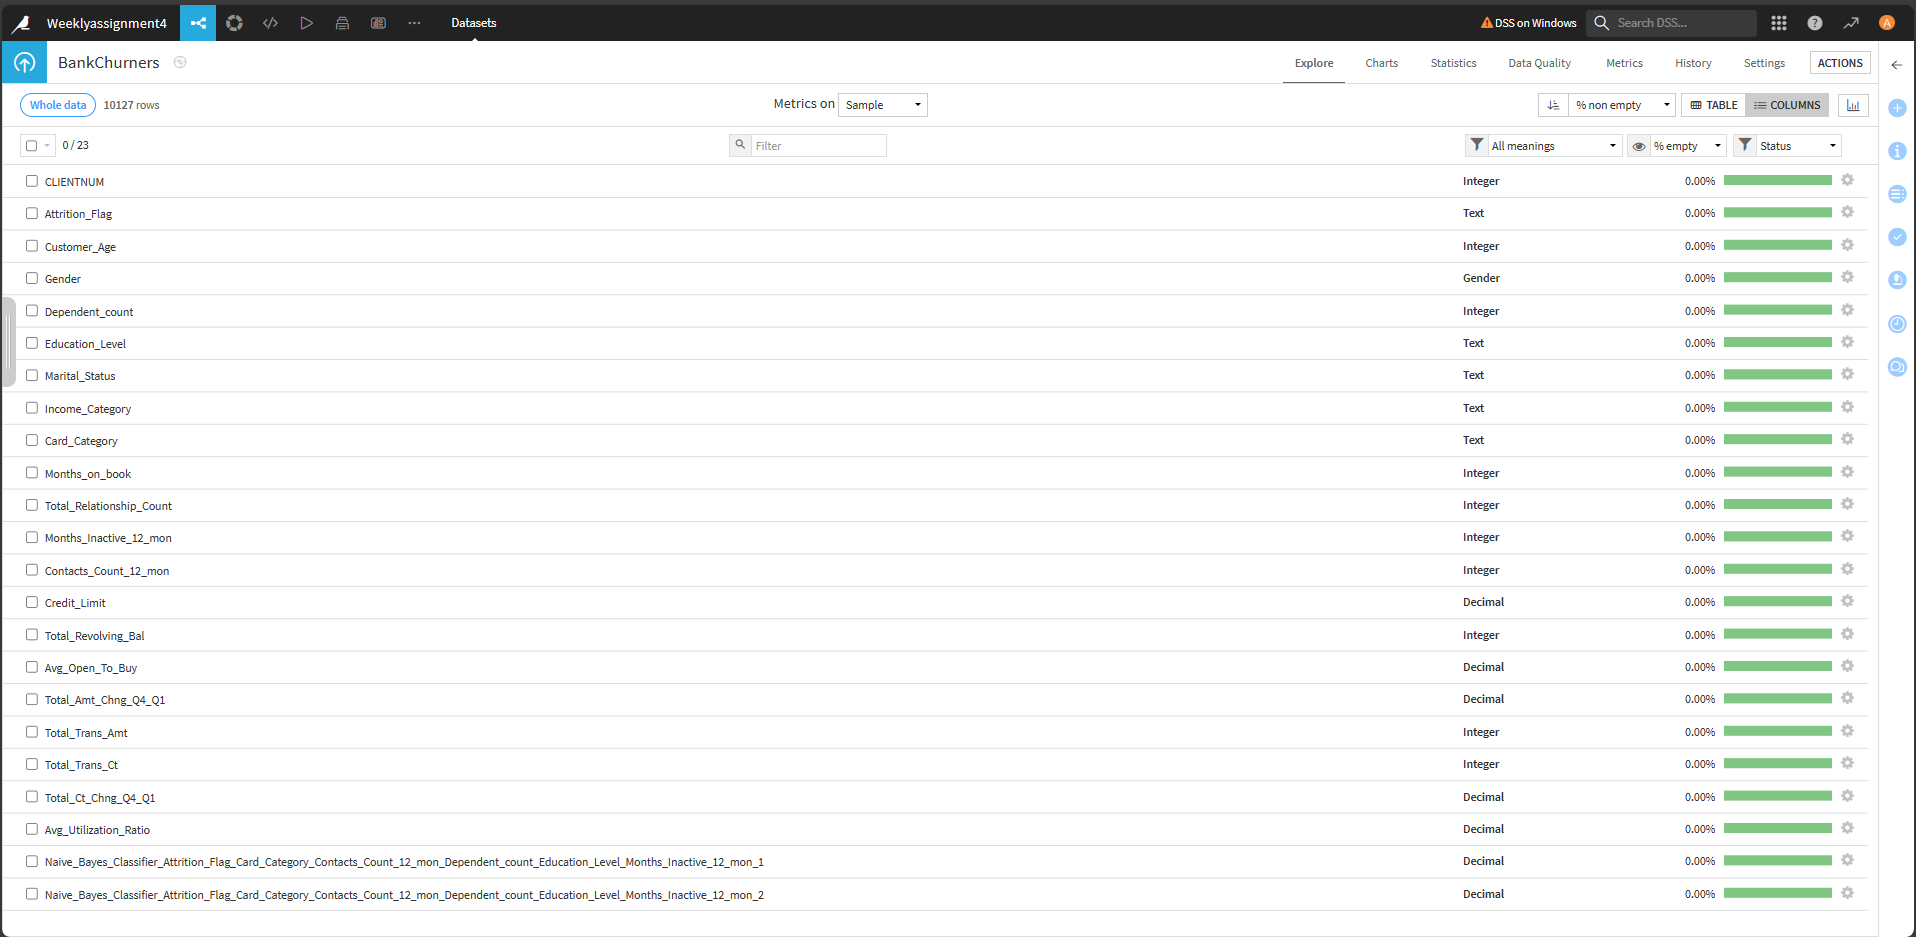 Weeklyassignment4 Datasets DSS on Windows Search DSS... ? A
BankChurners Explore Charts Statistics Data Quality Metrics History Settings ACTIONS
Whole data 10127 rows Metrics on Sample % non empty TABLE COLUMNS
0 / 23 Filter All meanings % empty Status
CLIENTNUM Integer 0.00%
Attrition_Flag Text 0.00%
Customer_Age Integer 0.00%
Gender Gender 0.00%
Dependent_count Integer 0.00%
Education_Level Text 0.00%
Marital_Status Text 0.00%
Income_Category Text 0.00%
Card_Category Text 0.00%
Months_on_book Integer 0.00%
Total_Relationship_Count Integer 0.00%
Months_Inactive_12_mon Integer 0.00%
Contacts_Count_12_mon Integer 0.00%
Credit_Limit Decimal 0.00%
Total_Revolving_Bal Integer 0.00%
Avg_Open_To_Buy Decimal 0.00%
Total_Amt_Chng_Q4_Q1 Decimal 0.00%
Total_Trans_Amt Integer 0.00%
Total_Trans_Ct Integer 0.00%
Total_Ct_Chng_Q4_Q1 Decimal 0.00%
Avg_Utilization_Ratio Decimal 0.00%
Naive_Bayes_Classifier_Attrition_Flag_Card_Category_Contacts_Count_12_mon_Dependent_count_Education_Level_Months_Inactive_12_mon_1 Decimal 0.00%
Naive_Bayes_Classifier_Attrition_Flag_Card_Category_Contacts_Count_12_mon_Dependent_count_Education_Level_Months_Inactive_12_mon_2 Decimal 0.00%